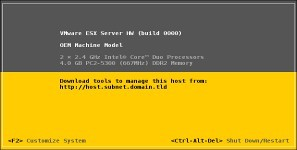 VMware ESX Server HW (build 0000)
OEM Machine Model
2 × 2.4 GHz Intel® Core™ Duo Processors
4.0 GB PC2-5300 (667MHz) DDR2 Memory
Download tools to manage this host from:
http://host.subnet.domain.tld
<F2> Customize System
<Ctrl-Alt-Del> Shut Down/Restart